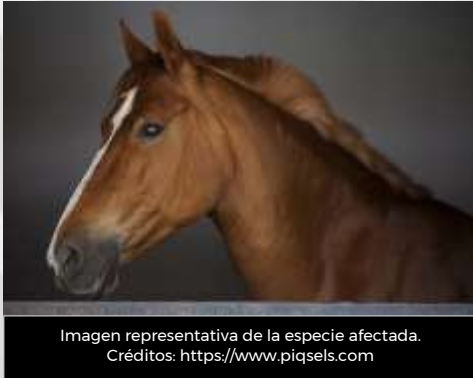 Imagen representativa de la especie afectada.
Créditos: https://www.piqsels.com